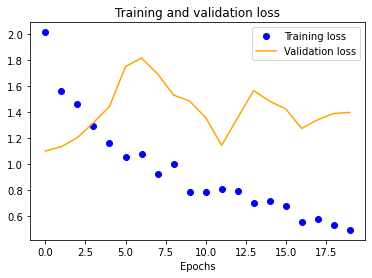 Training and validation loss
2.0
1.8
1.6
1.4
1.2
1.0
0.8
0.6
Training loss
Validation loss
0.0 2.5 5.0 7.5 10.0 12.5 15.0 17.5
Epochs